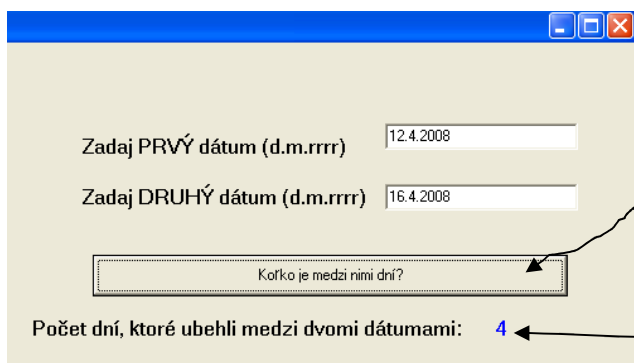 Zadaj PRVÝ dátum (d.m.rrrr)
12.4.2008
Zadaj DRUHÝ dátum (d.m.rrrr)
16.4.2008
Koľko je medzi nimi dní?
Počet dní, ktoré ubehli medzi dvomi dátumami: 4